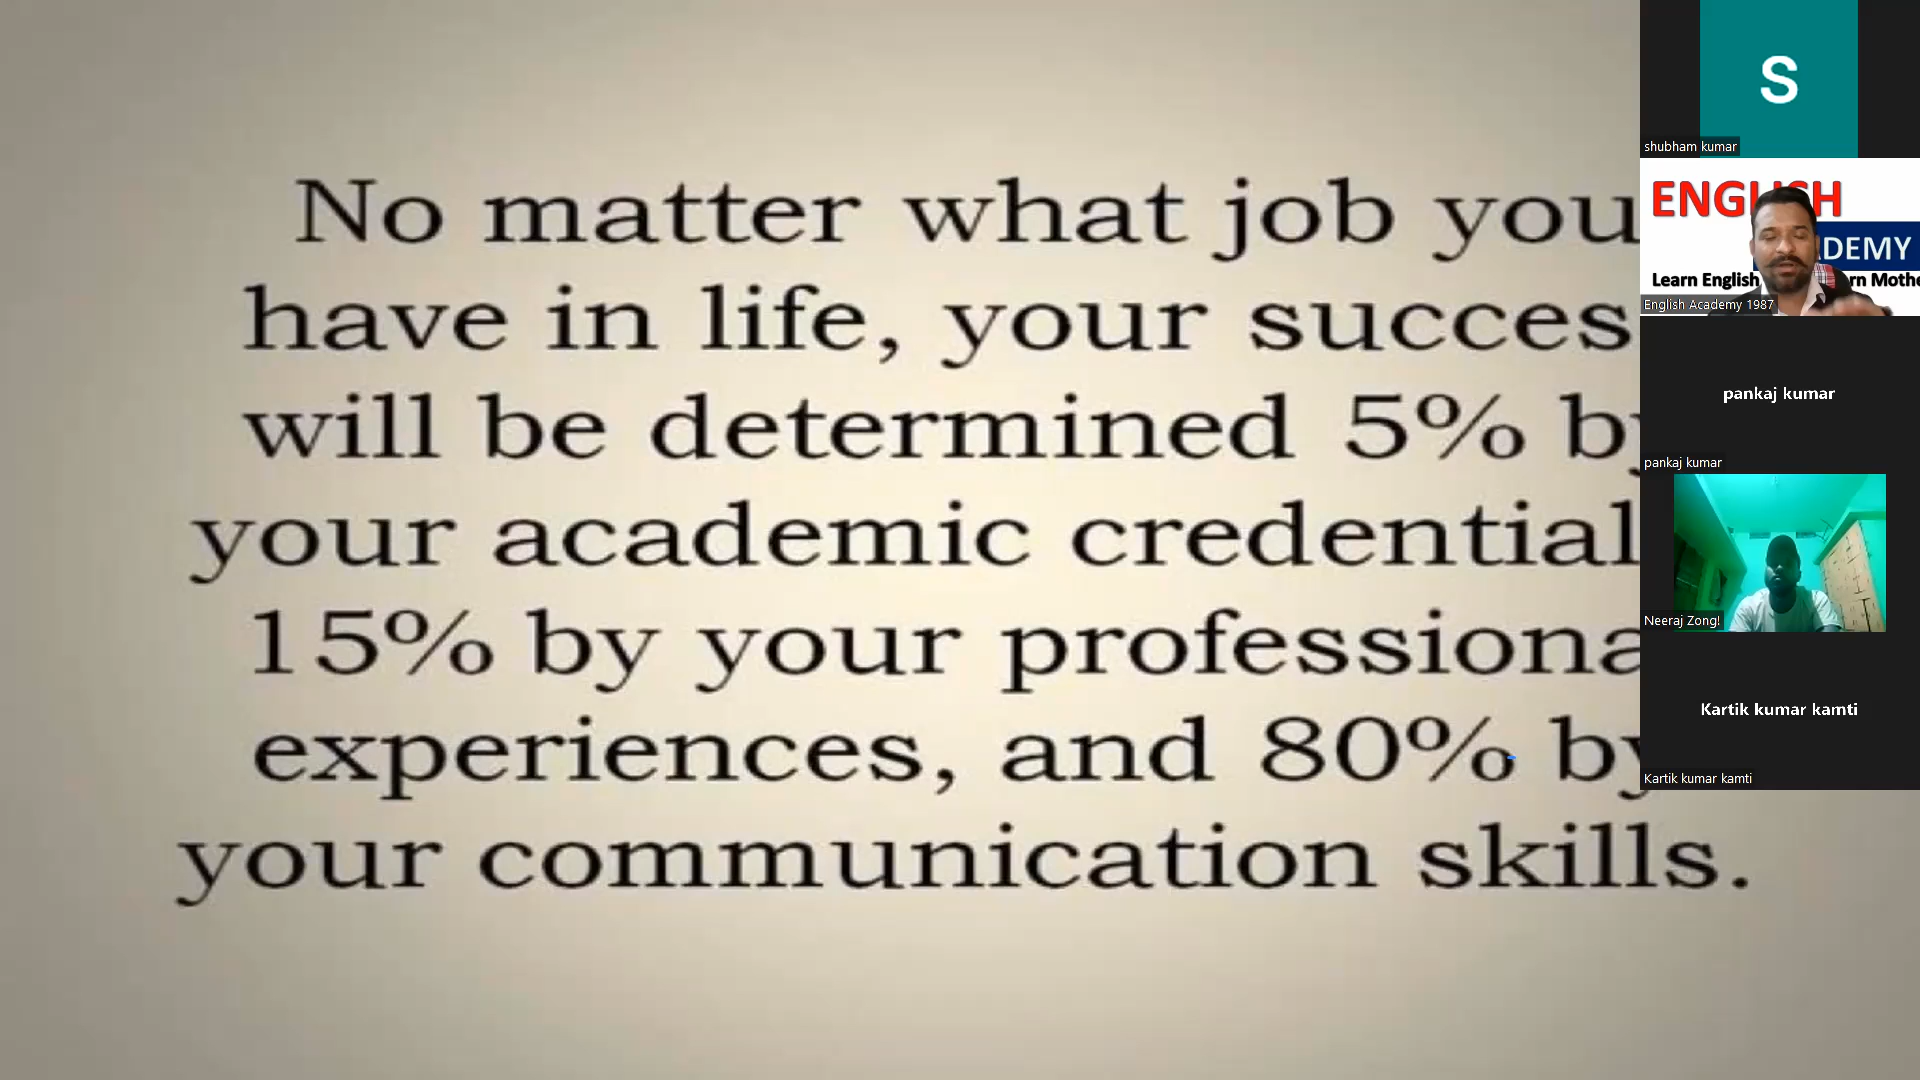 No matter what job you
have in life, your succes
will be determined 5% by
your academic credential
15% by your professiona
experiences, and 80% by
your communication skills.
S
shubham kumar
ENGLISH
DEMY
Learn English rn Mothe
English Academy 1987
pankaj kumar
pankaj kumar
Neeraj Zong!
Kartik kumar kamti
Kartik kumar kamti